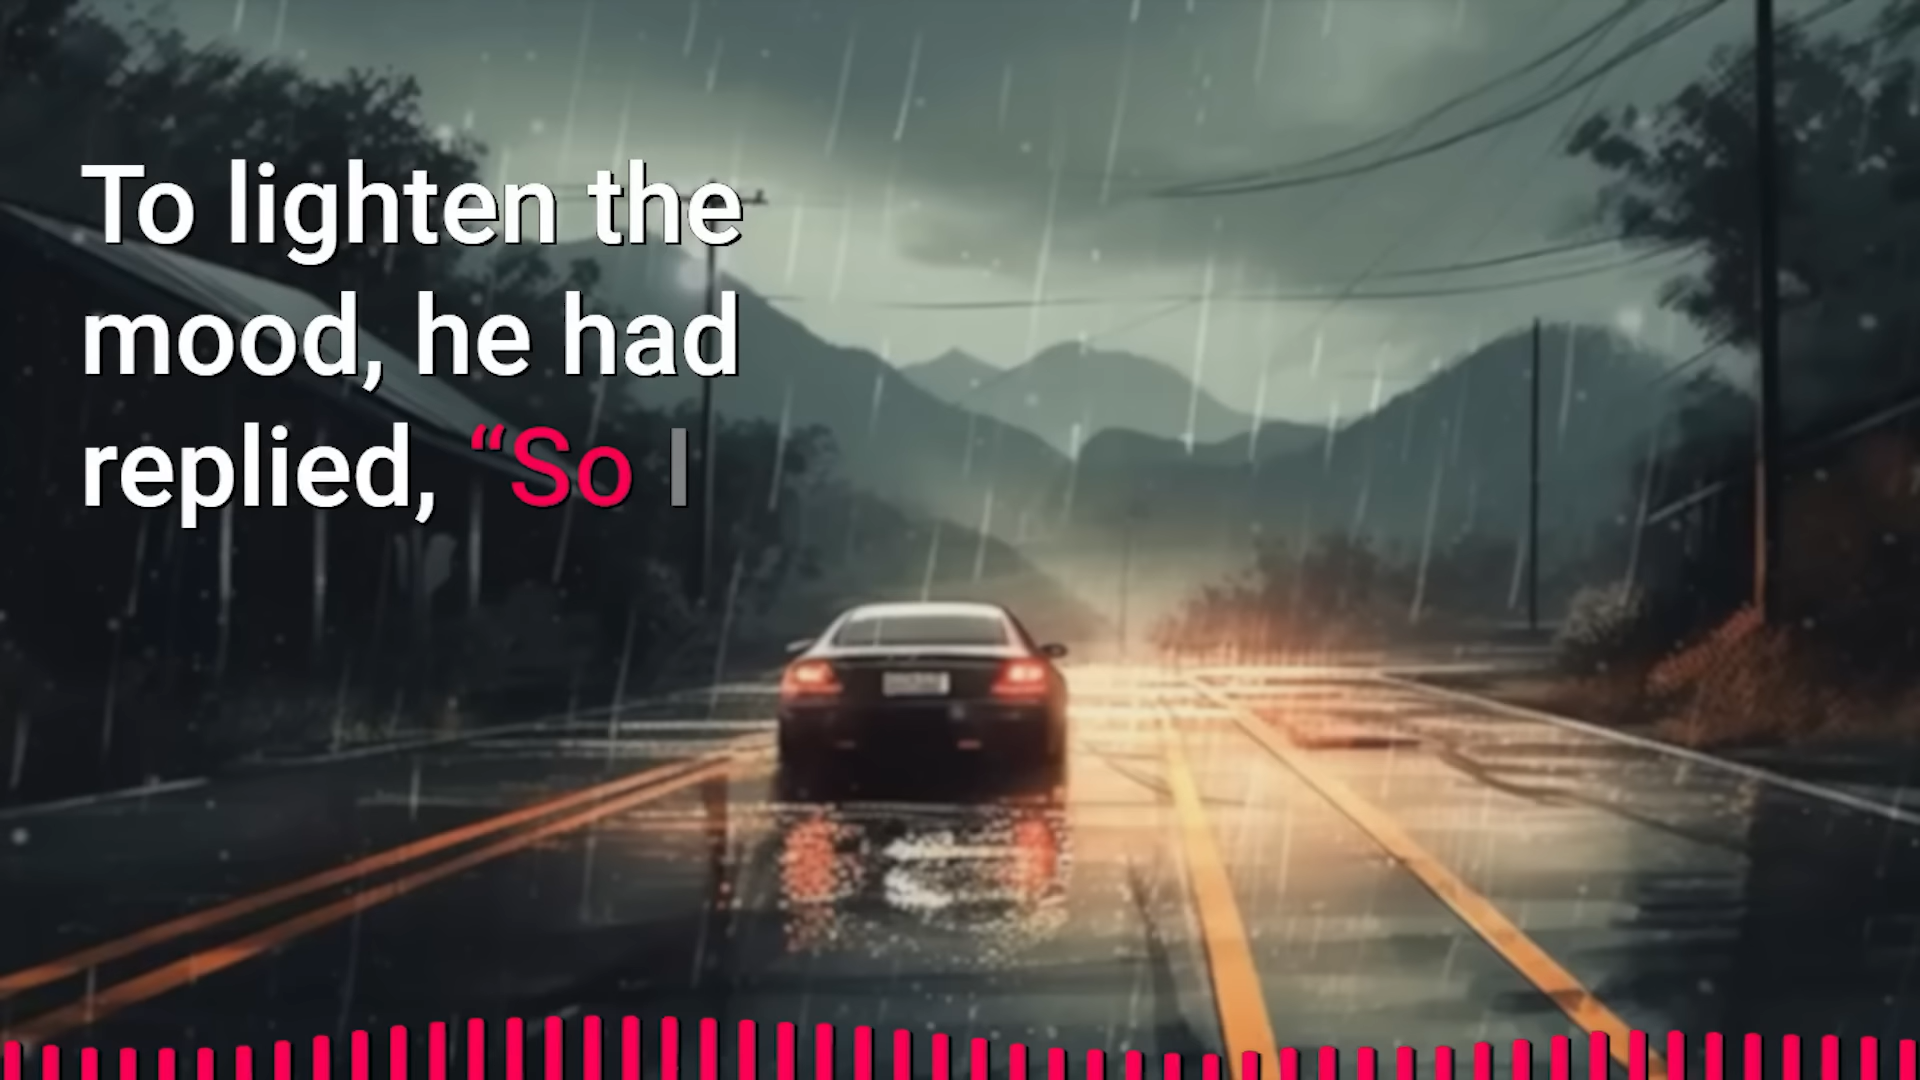 To lighten the
mood, he had
replied, “So I